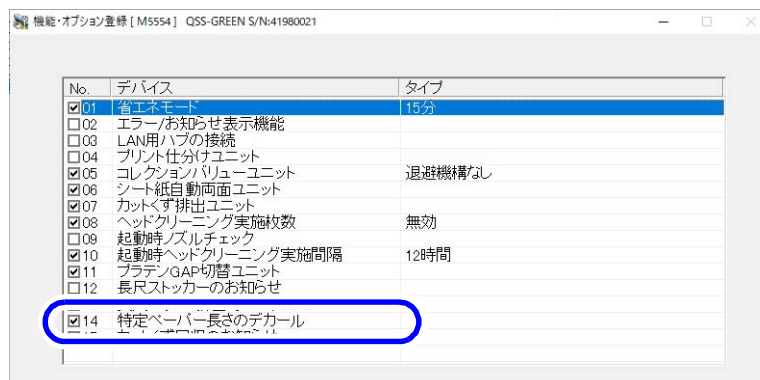 機能・オプション登録 [ M5554 ] QSS-GREEN S/N:41980021
No. デバイス タイプ
01 省エネモード 15分
02 エラー/お知らせ表示機能
03 LAN用ハブの接続
04 プリント仕分けユニット
05 コレクションバリューユニット 退避機構なし
06 シート紙自動両面ユニット
07 カットくず排出ユニット
08 ヘッドクリーニング実施枚数 無効
09 起動時ノズルチェック
10 起動時ヘッドクリーニング実施間隔 12時間
11 プラテンGAP切替ユニット
12 長尺ストッカーのお知らせ
14 特定ペーパー長さのデカール